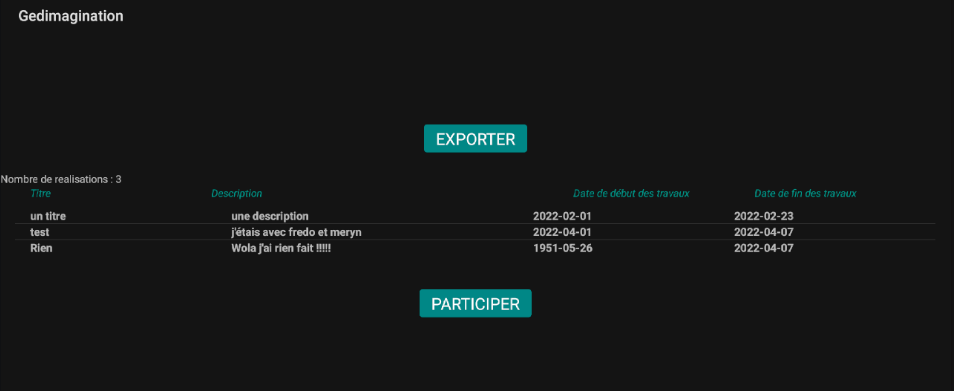 Gedimagination
EXPORTER
Nombre de realisations : 3
Titre Description Date de début des travaux Date de fin des travaux
un titre une description 2022-02-01 2022-02-23
test j'étais avec fredo et meryn 2022-04-01 2022-04-07
Rien Wola j'ai rien fait !!!!! 1951-05-26 2022-04-07
PARTICIPER